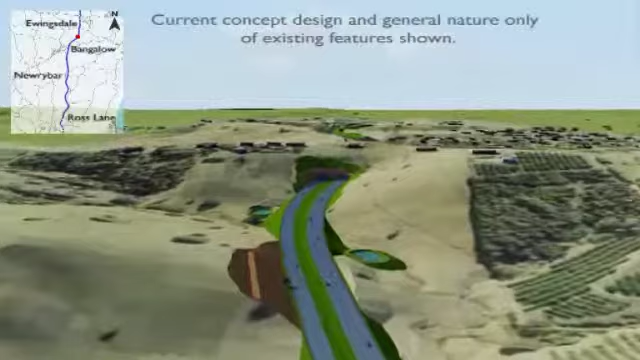 Current concept design and general nature only
of existing features shown.
N
Ewingsdale
Bangalow
Newrybar
Ross Lane